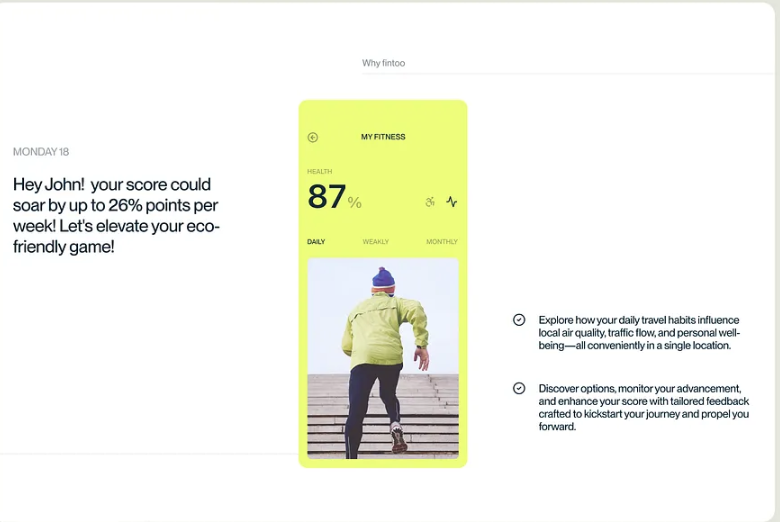 Why fintoo
MONDAY 18
Hey John! your score could
soar by up to 26% points per
week! Let's elevate your eco-
friendly game!
MY FITNESS
HEALTH
87%
DAILY WEAKLY MONTHLY
Explore how your daily travel habits influence
local air quality, traffic flow, and personal well-
being—all conveniently in a single location.
Discover options, monitor your advancement,
and enhance your score with tailored feedback
crafted to kickstart your journey and propel you
forward.